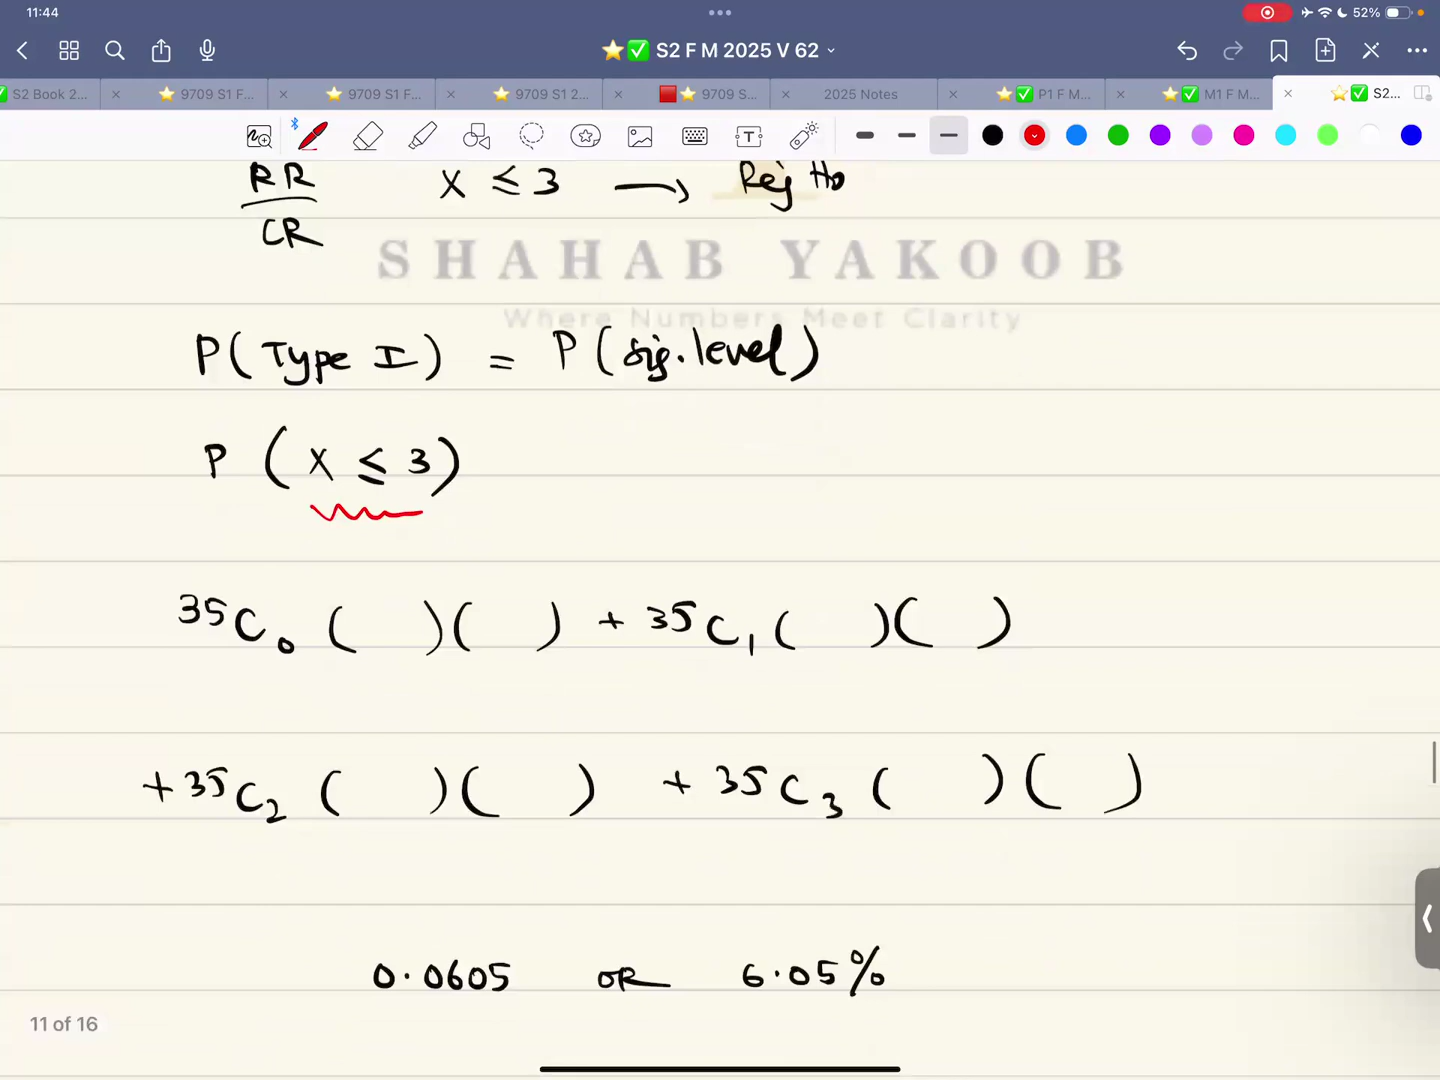 11:44
52%
S2 F M 2025 V 62
S2 Book 2...
9709 S1 F...
9709 S1 F...
9709 S1 2...
9709 S...
2025 Notes
P1 F M...
M1 F M...
S2...
RR X ≤ 3 → Rej H₀
CR
SHAHAB YAKOOB
Where Numbers Meet Clarity
P(Type I) = P(sig. level)
P (X ≤ 3)
³⁵C₀ ( )( ) + ³⁵C₁ ( )( )
+ ³⁵C₂ ( )( ) + ³⁵C₃ ( )( )
0.0605 OR 6.05%
11 of 16